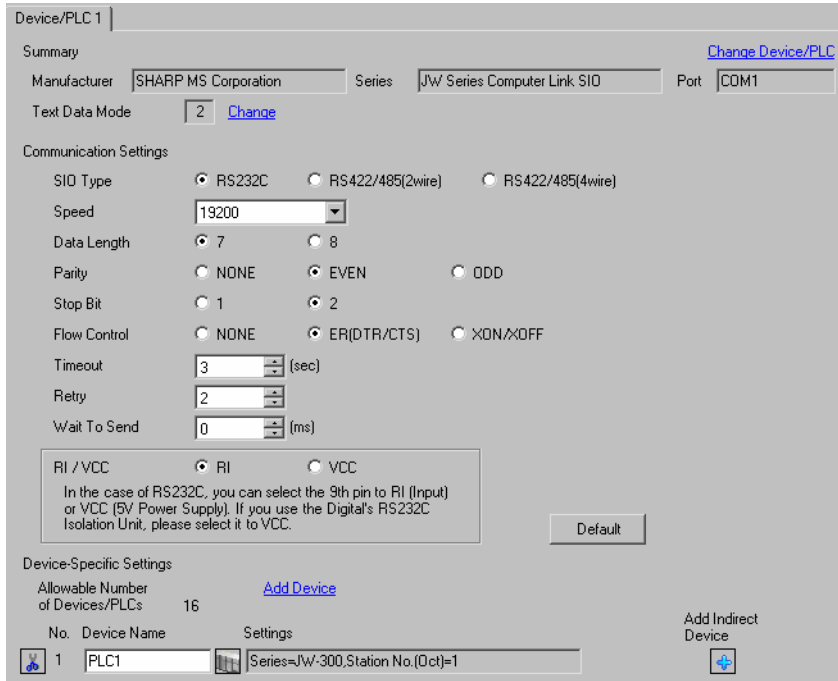 Device/PLC 1
Summary Change Device/PLC
Manufacturer SHARP MS Corporation Series JW Series Computer Link SIO Port COM1
Text Data Mode 2 Change
Communication Settings
SIO Type RS232C RS422/485(2wire) RS422/485(4wire)
Speed 19200
Data Length 7 8
Parity NONE EVEN ODD
Stop Bit 1 2
Flow Control NONE ER(DTR/CTS) XON/XOFF
Timeout 3 (sec)
Retry 2
Wait To Send 0 (ms)
RI / VCC RI VCC
In the case of RS232C, you can select the 9th pin to RI (Input)
or VCC (5V Power Supply). If you use the Digital's RS232C
Isolation Unit, please select it to VCC.
Default
Device-Specific Settings
Allowable Number Add Device
of Devices/PLCs 16
Add Indirect
No. Device Name Settings Device
1 PLC1 Series=JW-300,Station No.(Oct)=1